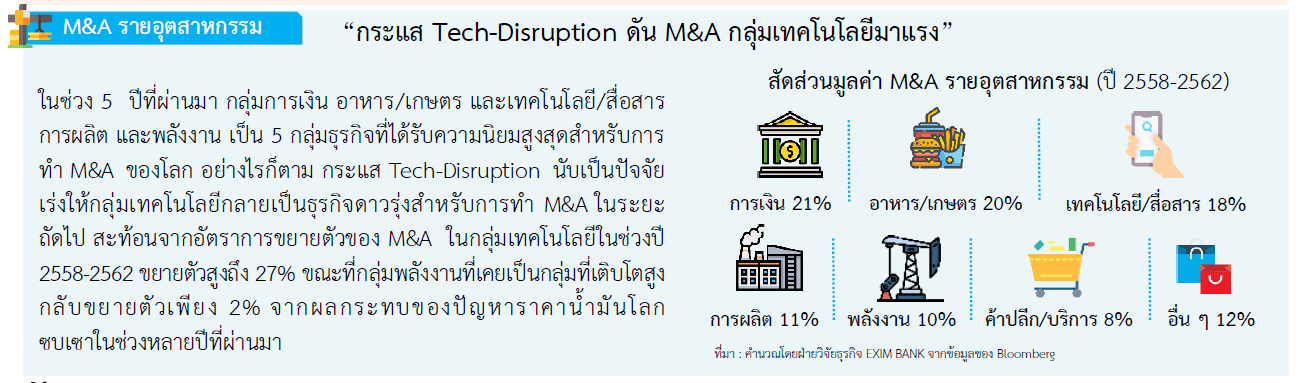 M&A รายอุตสาหกรรม
“กระแส Tech-Disruption ดัน M&A กลุ่มเทคโนโลยีมาแรง”
ในช่วง 5 ปีที่ผ่านมา กลุ่มการเงิน อาหาร/เกษตร และเทคโนโลยี/สื่อสาร
การผลิต และพลังงาน เป็น 5 กลุ่มธุรกิจที่ได้รับความนิยมสูงสุดสำหรับการ
ทำ M&A ของโลก อย่างไรก็ตาม กระแส Tech-Disruption นับเป็นปัจจัย
เร่งให้กลุ่มเทคโนโลยีกลายเป็นธุรกิจดาวรุ่งสำหรับการทำ M&A ในระยะ
ถัดไป สะท้อนจากอัตราการขยายตัวของ M&A ในกลุ่มเทคโนโลยีในช่วงปี
2558-2562 ขยายตัวสูงถึง 27% ขณะที่กลุ่มพลังงานที่เคยเป็นกลุ่มที่เติบโตสูง
กลับขยายตัวเพียง 2% จากผลกระทบของปัญหาราคาน้ำมันโลก
ซบเซาในช่วงหลายปีที่ผ่านมา
สัดส่วนมูลค่า M&A รายอุตสาหกรรม (ปี 2558-2562)
การเงิน 21%
อาหาร/เกษตร 20%
เทคโนโลยี/สื่อสาร 18%
การผลิต 11%
พลังงาน 10%
ค้าปลีก/บริการ 8%
อื่น ๆ 12%
ที่มา : คำนวณโดยฝ่ายวิจัยธุรกิจ EXIM BANK จากข้อมูลของ Bloomberg